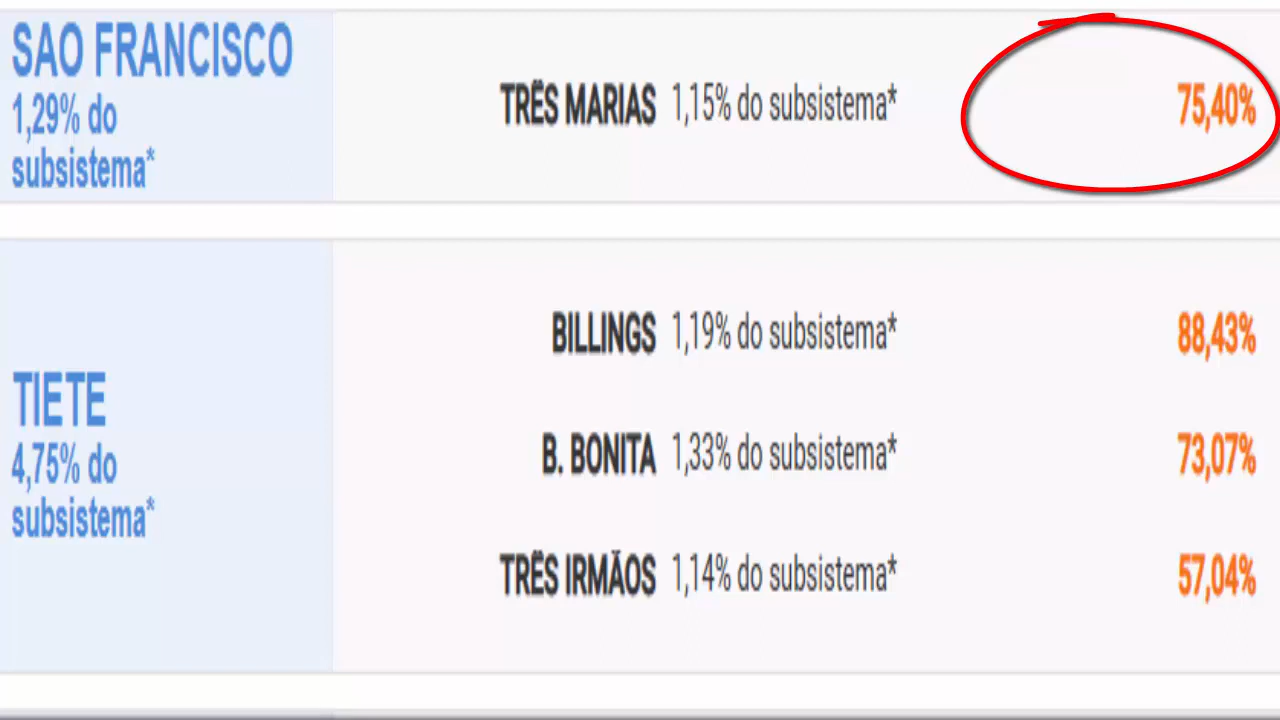 SAO FRANCISCO
1,29% do
subsistema*
TRÊS MARIAS 1,15% do subsistema* 75,40%
TIETE
4,75% do
subsistema*
BILLINGS 1,19% do subsistema* 88,43%
B. BONITA 1,33% do subsistema* 73,07%
TRÊS IRMÃOS 1,14% do subsistema* 57,04%